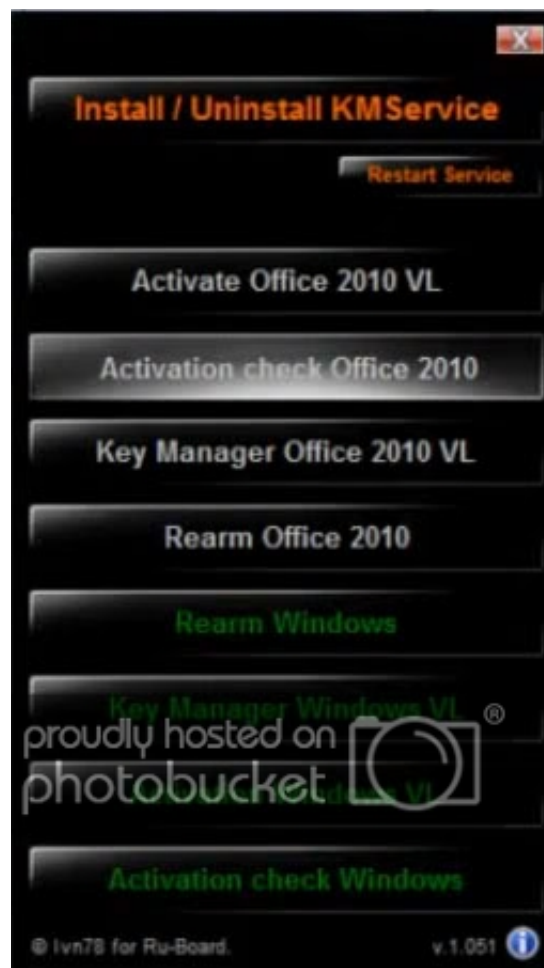 X
Install / Uninstall KMService
Restart Service
Activate Office 2010 VL
Activation check Office 2010
Key Manager Office 2010 VL
Rearm Office 2010
Rearm Windows
Key Manager Windows VL
proudly hosted on
photobucket ®
Windows VL
Activation check Windows
© Ivn78 for Ru-Board.
v.1.051 i